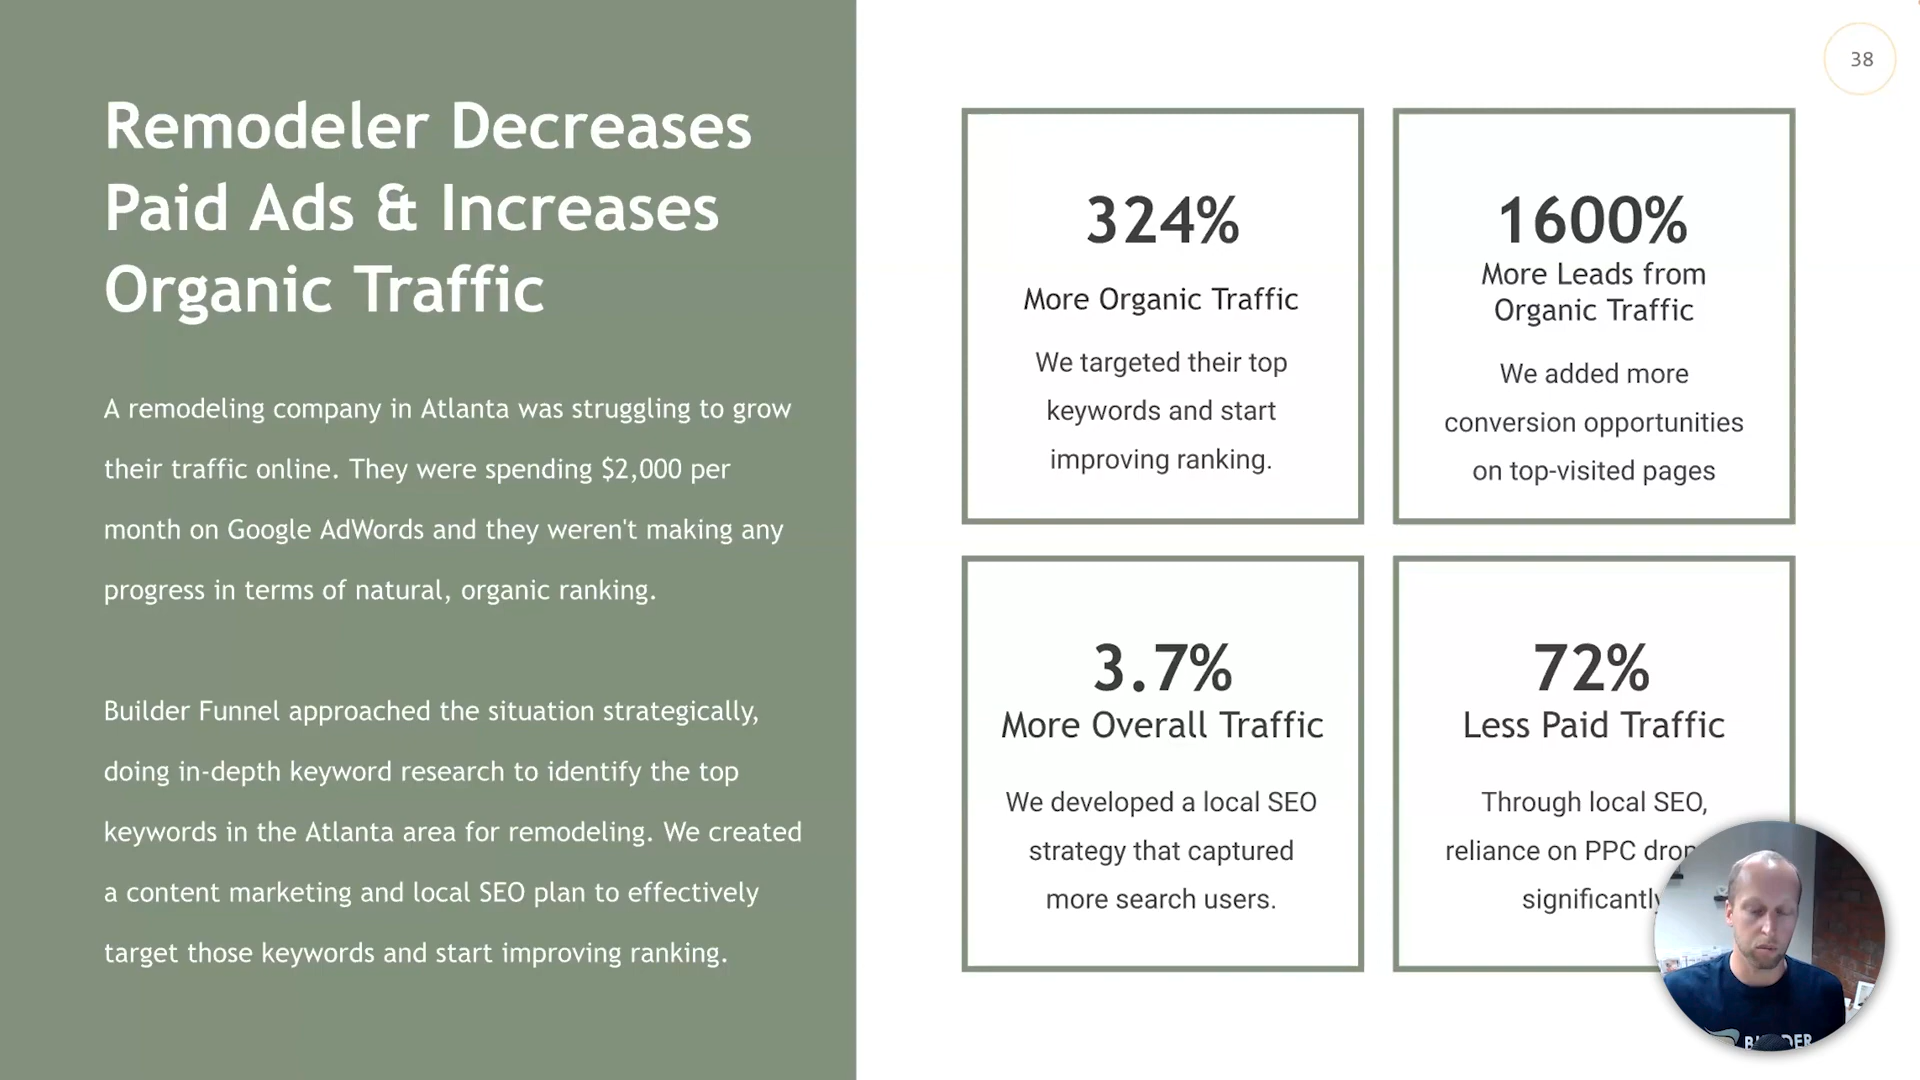 38
Remodeler Decreases
Paid Ads & Increases
Organic Traffic
A remodeling company in Atlanta was struggling to grow
their traffic online. They were spending $2,000 per
month on Google AdWords and they weren't making any
progress in terms of natural, organic ranking.
Builder Funnel approached the situation strategically,
doing in-depth keyword research to identify the top
keywords in the Atlanta area for remodeling. We created
a content marketing and local SEO plan to effectively
target those keywords and start improving ranking.
324%
More Organic Traffic
We targeted their top
keywords and start
improving ranking.
1600%
More Leads from
Organic Traffic
We added more
conversion opportunities
on top-visited pages
3.7%
More Overall Traffic
We developed a local SEO
strategy that captured
more search users.
72%
Less Paid Traffic
Through local SEO,
reliance on PPC
significantly